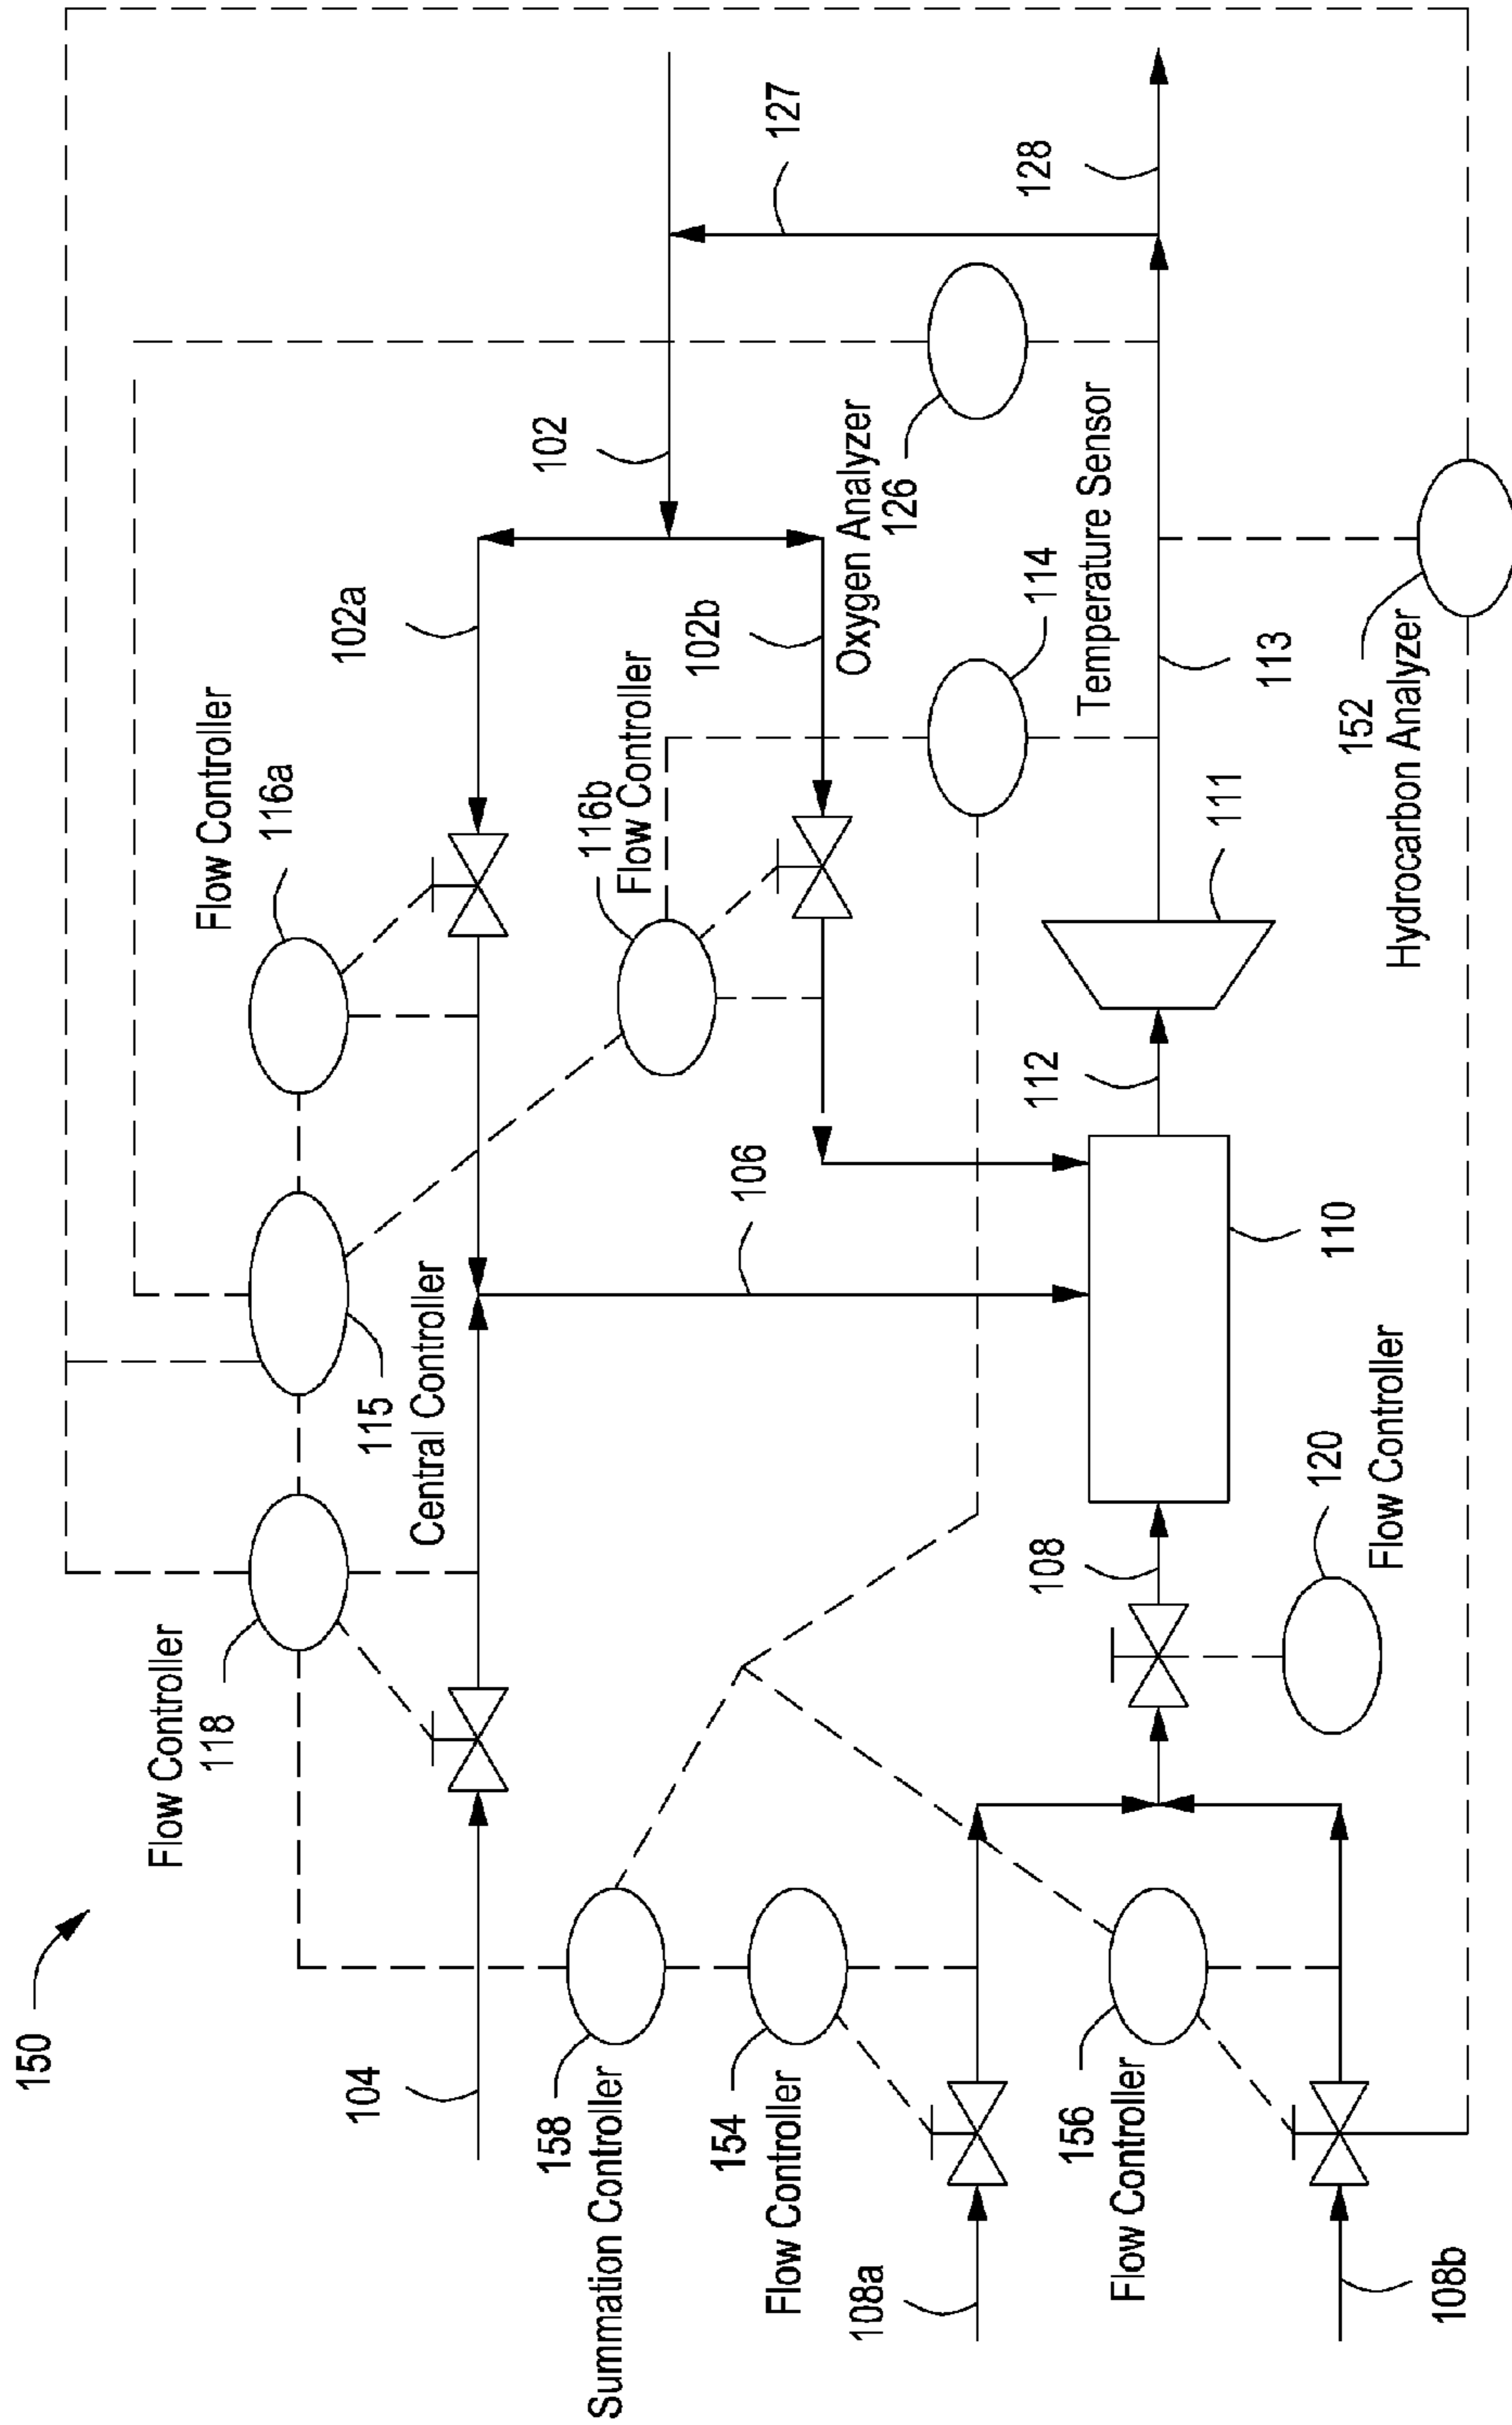 150
Flow Controller
118
Flow Controller
116a
115
Central Controller
102a
102
127
104
106
116b
Flow Controller
102b
Oxygen Analyzer
126
158
Summation Controller
154
Flow Controller
114
Temperature Sensor
128
108a
156
Flow Controller
108
110
112
111
113
120
Flow Controller
152
Hydrocarbon Analyzer
108b